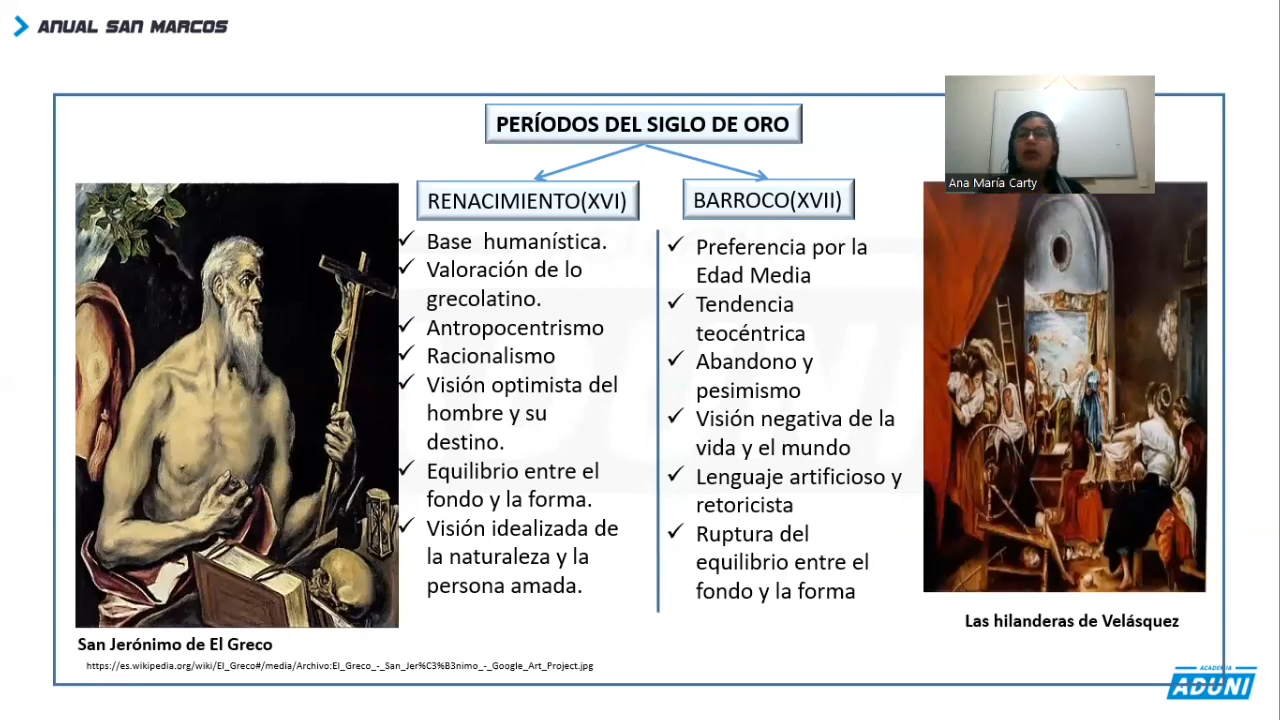 ANUAL SAN MARCOS
PERÍODOS DEL SIGLO DE ORO
Ana María Carty
RENACIMIENTO(XVI)
Base humanística.
Valoración de lo
grecolatino.
Antropocentrismo
Racionalismo
Visión optimista del
hombre y su
destino.
Equilibrio entre el
fondo y la forma.
Visión idealizada de
la naturaleza y la
persona amada.
BARROCO(XVII)
Preferencia por la
Edad Media
Tendencia
teocéntrica
Abandono y
pesimismo
Visión negativa de la
vida y el mundo
Lenguaje artificioso y
retoricista
Ruptura del
equilibrio entre el
fondo y la forma
San Jerónimo de El Greco
https://es.wikipedia.org/wiki/El_Greco#/media/Archivo:El_Greco_-_San_Jer%C3%B3nimo_-_Google_Art_Project.jpg
Las hilanderas de Velásquez
ACADEMIA
ADUNI